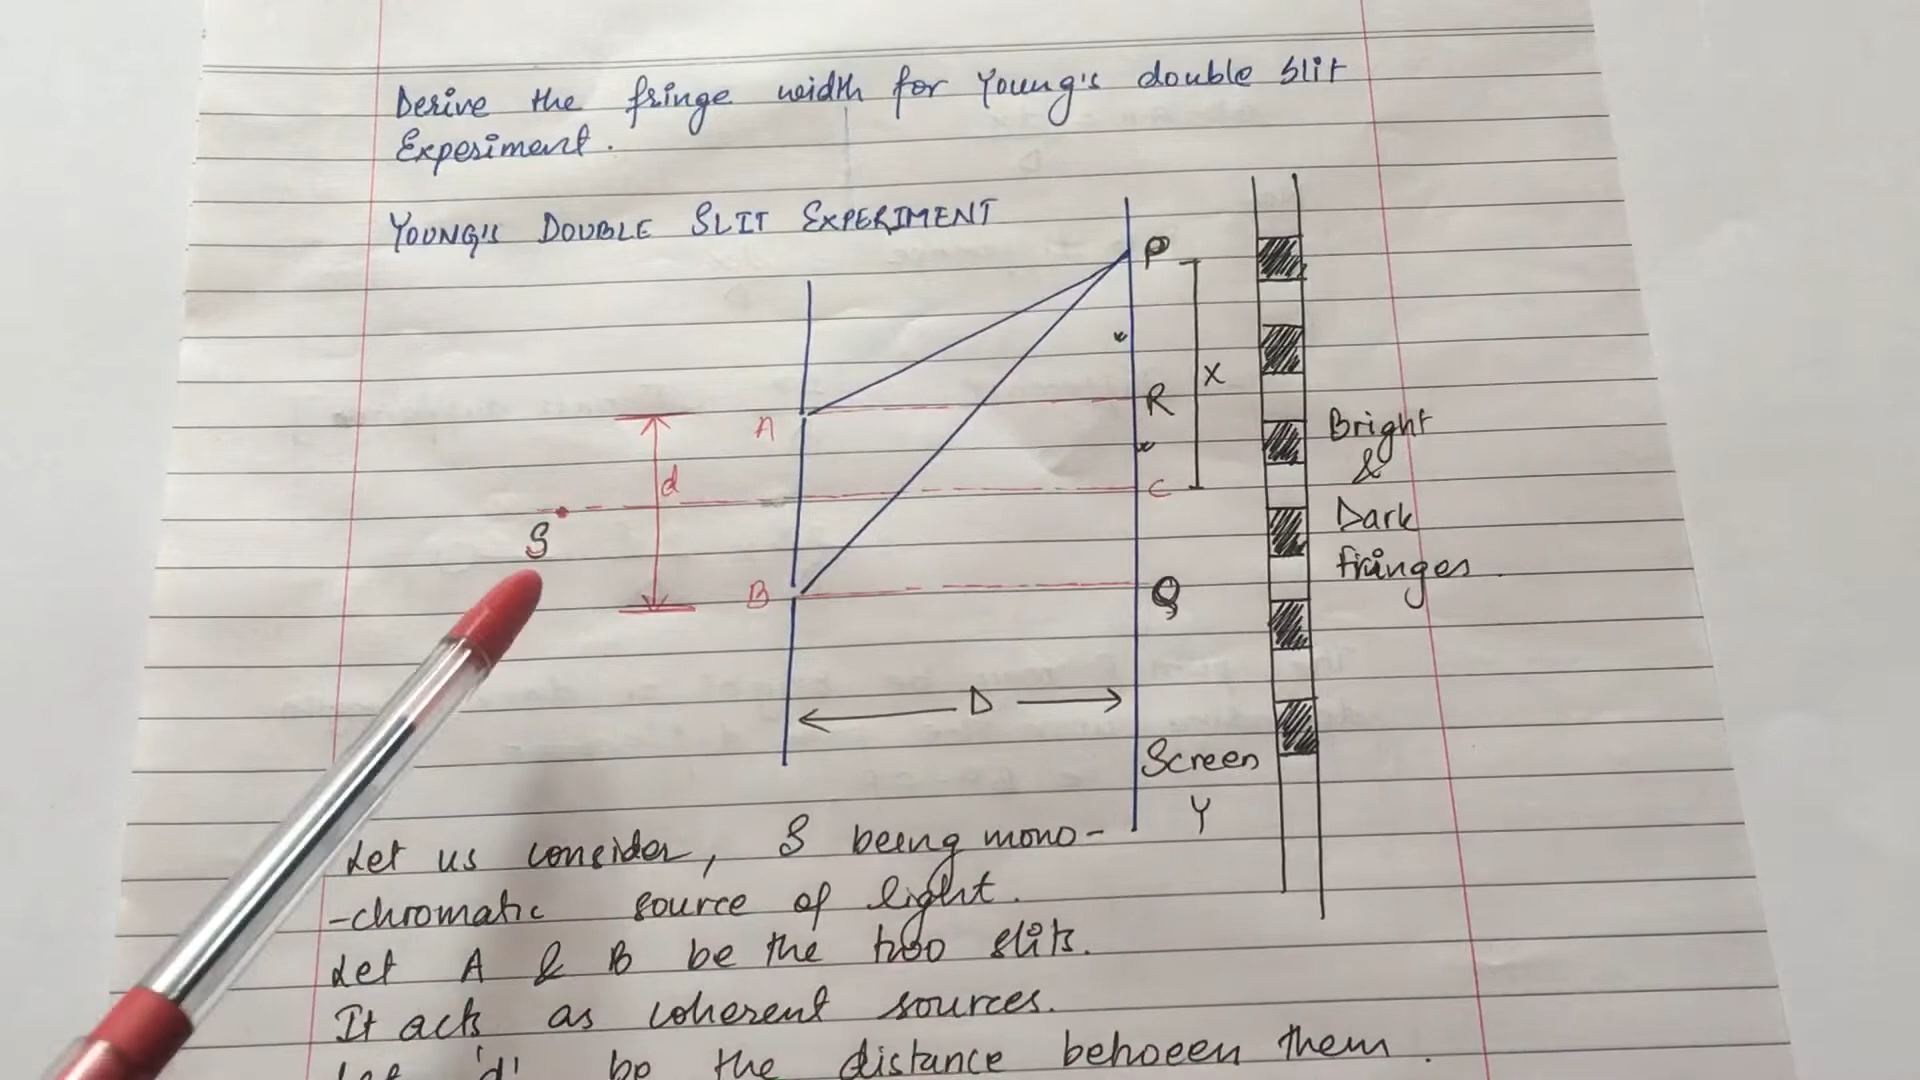 Derive the fringe width for Young's double slit
Experiment.
YOUNG'S DOUBLE SLIT EXPERIMENT
P
X
R
A
d
C
S
B
Q
Bright
&
Dark
fringes.
D
Screen
Y
Let us consider, S being mono-
-chromatic source of light.
Let A & B be the two slits.
It acts as coherent sources.
Let 'd' be the distance between them.